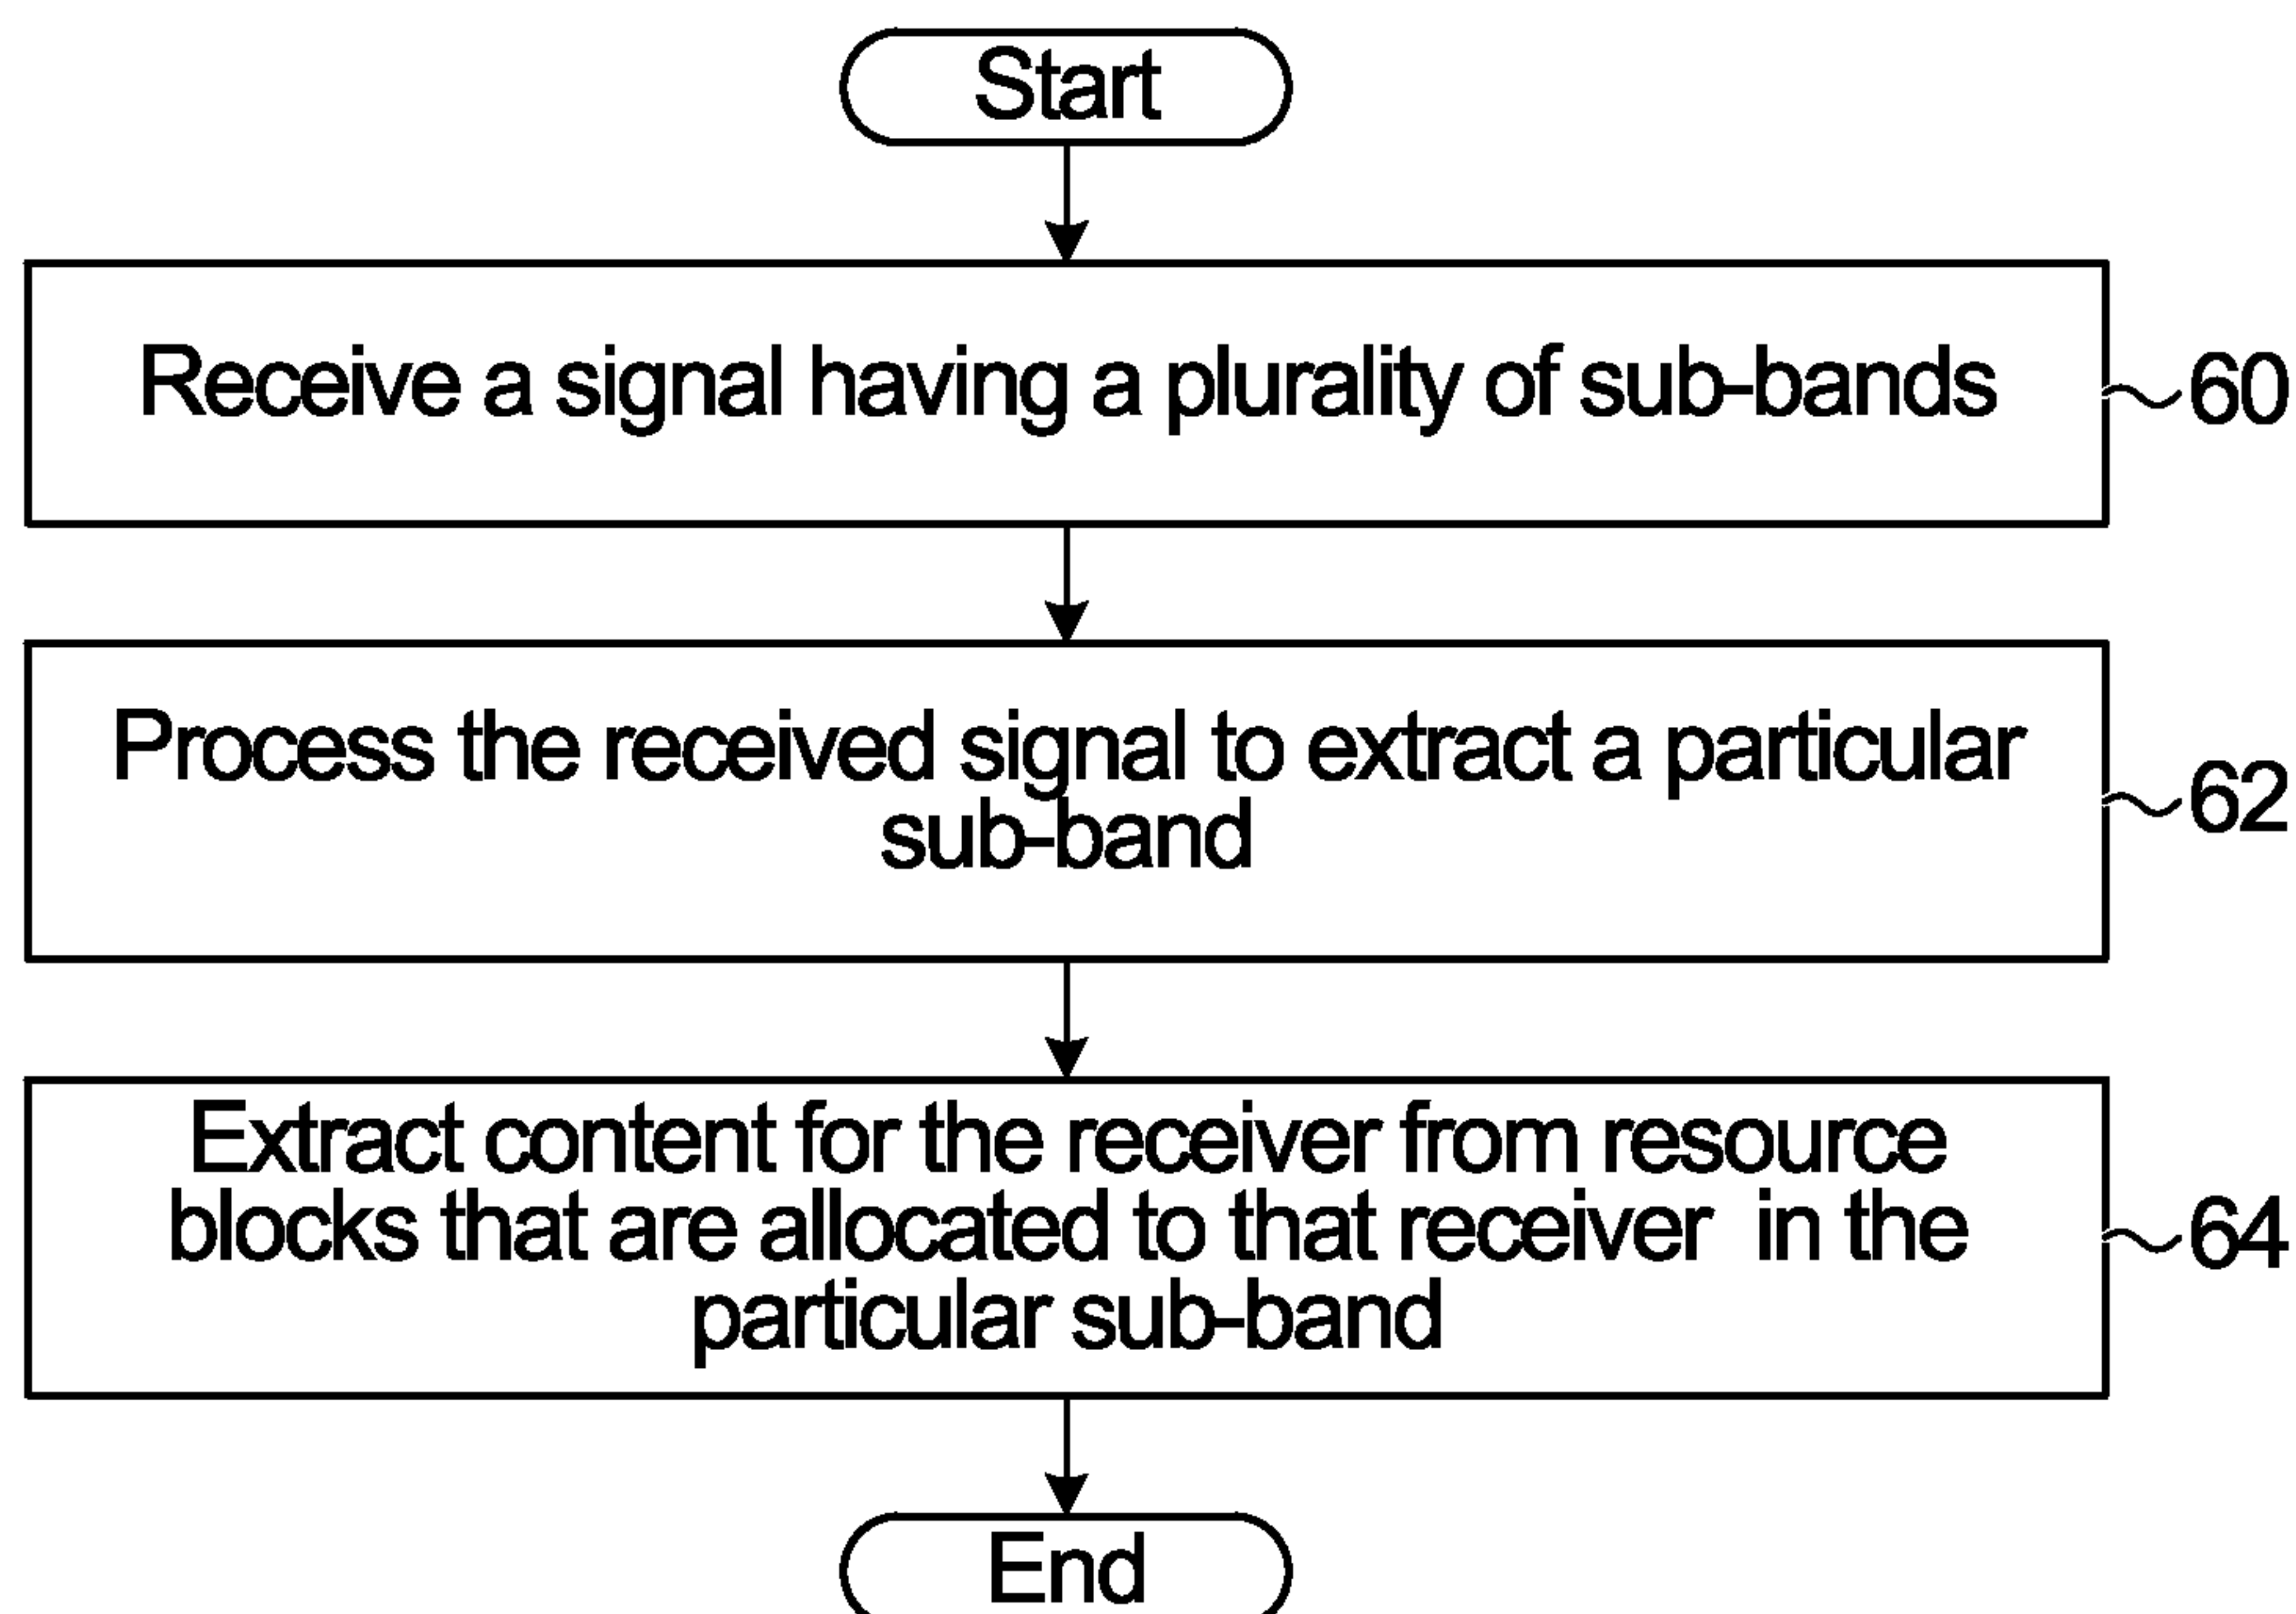 Start
Receive a signal having a plurality of sub-bands
60
Process the received signal to extract a particular
sub-band
62
Extract content for the receiver from resource
blocks that are allocated to that receiver in the
particular sub-band
64
End